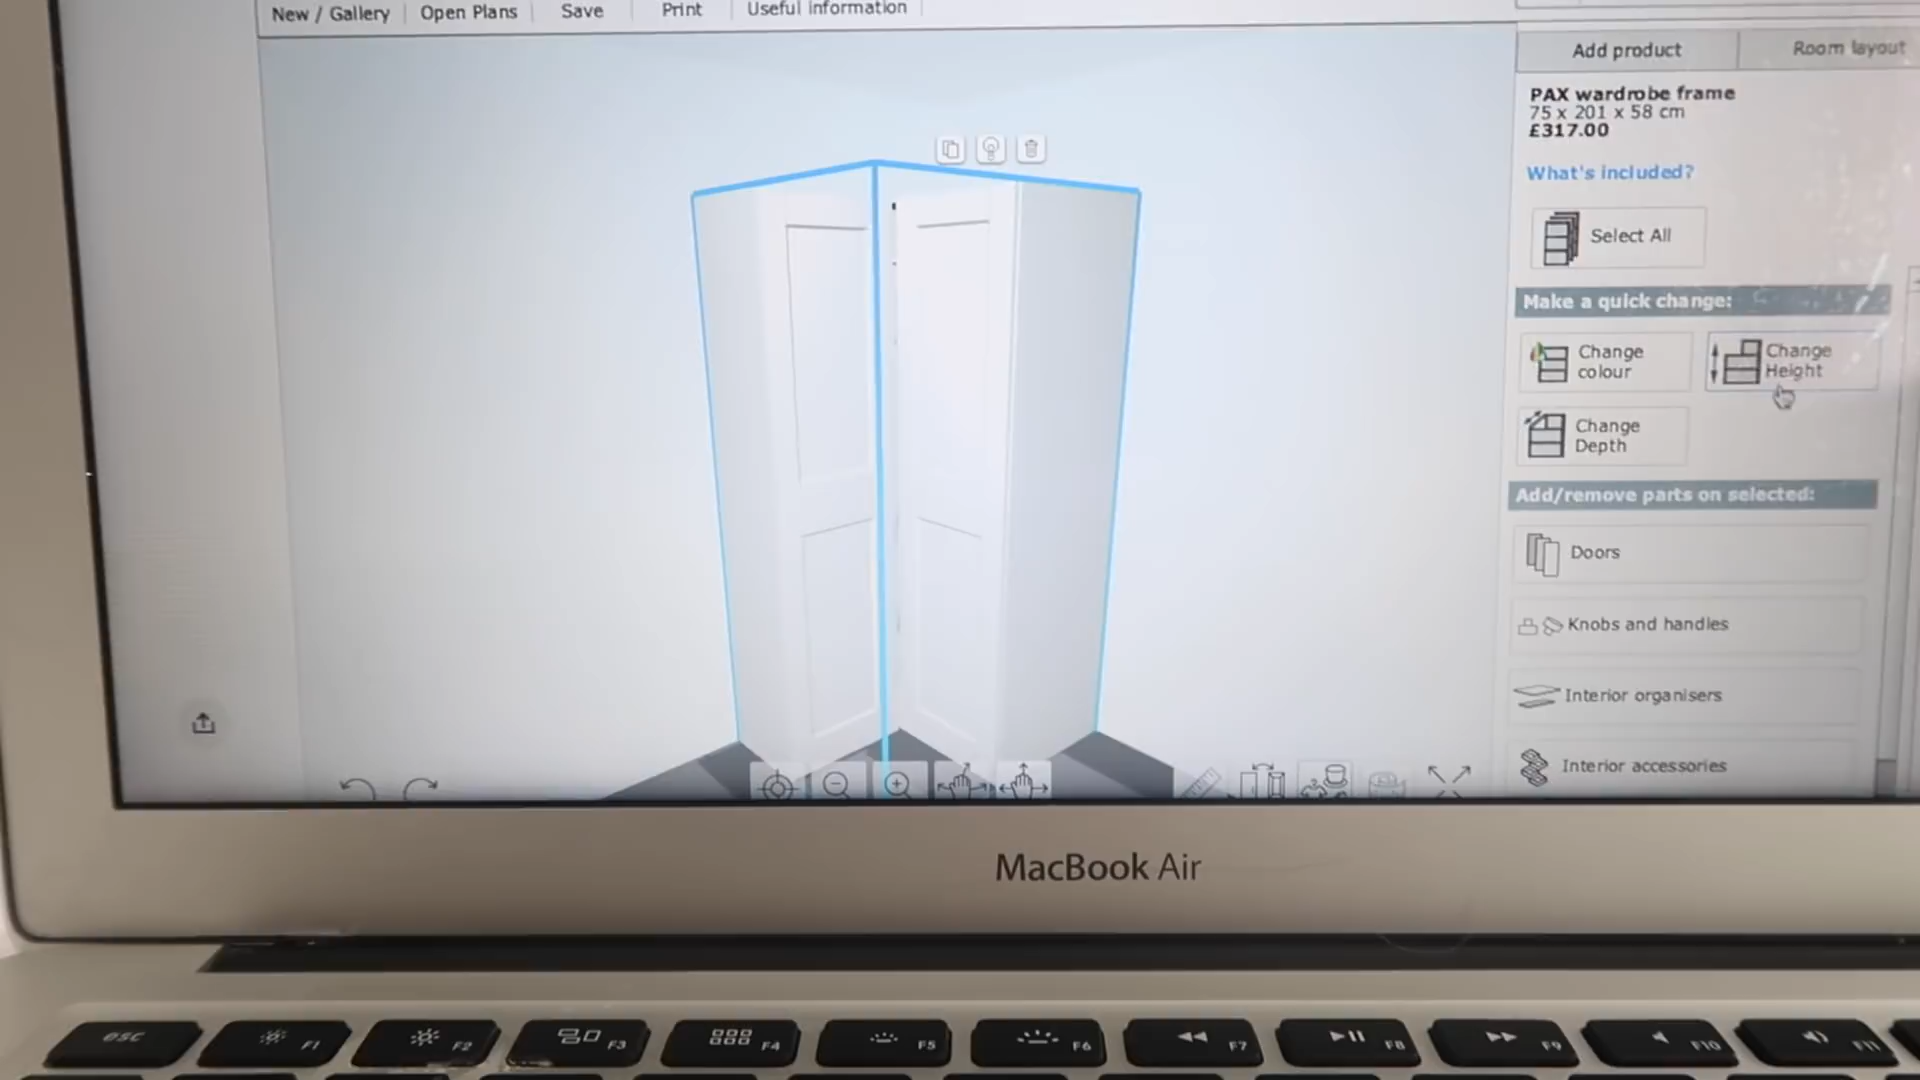 New / Gallery
Open Plans
Save
Print
Useful information
Add product
Room layout
PAX wardrobe frame
75 x 201 x 58 cm
£317.00
What's included?
Select All
Make a quick change:
Change
colour
Change
Height
Change
Depth
Add/remove parts on selected:
Doors
Knobs and handles
Interior organisers
Interior accessories
MacBook Air
esc
F1
F2
F3
F4
F5
F6
F7
F8
F9
F10
F11